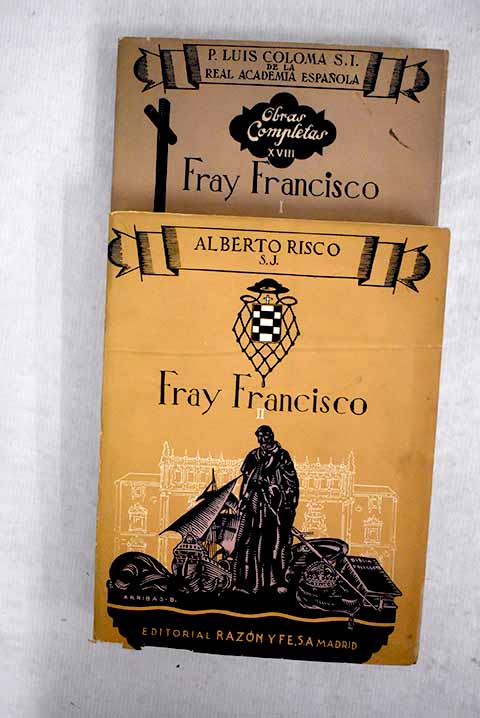 P. LUIS COLOMA S.I.
DE LA
REAL ACADEMIA ESPAÑOLA
Obras
Completas
XVIII
Fray Francisco
I
ALBERTO RISCO
S.J.
Fray Francisco
II
BIBLIA
ARRIBAS-B.
EDITORIAL RAZÓN Y FE, S.A MADRID